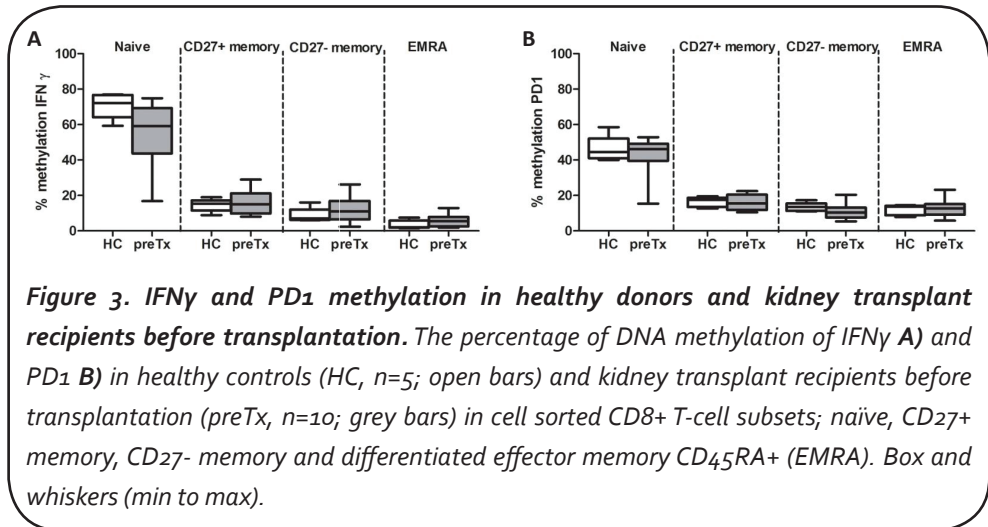 A
B
Naive CD27+ memory CD27- memory EMRA
Naive CD27+ memory CD27- memory EMRA
% methylation IFN γ
100
80
60
40
20
0
HC preTx HC preTx HC preTx HC preTx
% methylation PD1
100
80
60
40
20
0
HC preTx HC preTx HC preTx HC preTx
Figure 3. IFNγ and PD1 methylation in healthy donors and kidney transplant
recipients before transplantation. The percentage of DNA methylation of IFNγ A) and
PD1 B) in healthy controls (HC, n=5; open bars) and kidney transplant recipients before
transplantation (preTx, n=10; grey bars) in cell sorted CD8+ T-cell subsets; naïve, CD27+
memory, CD27- memory and differentiated effector memory CD45RA+ (EMRA). Box and
whiskers (min to max).